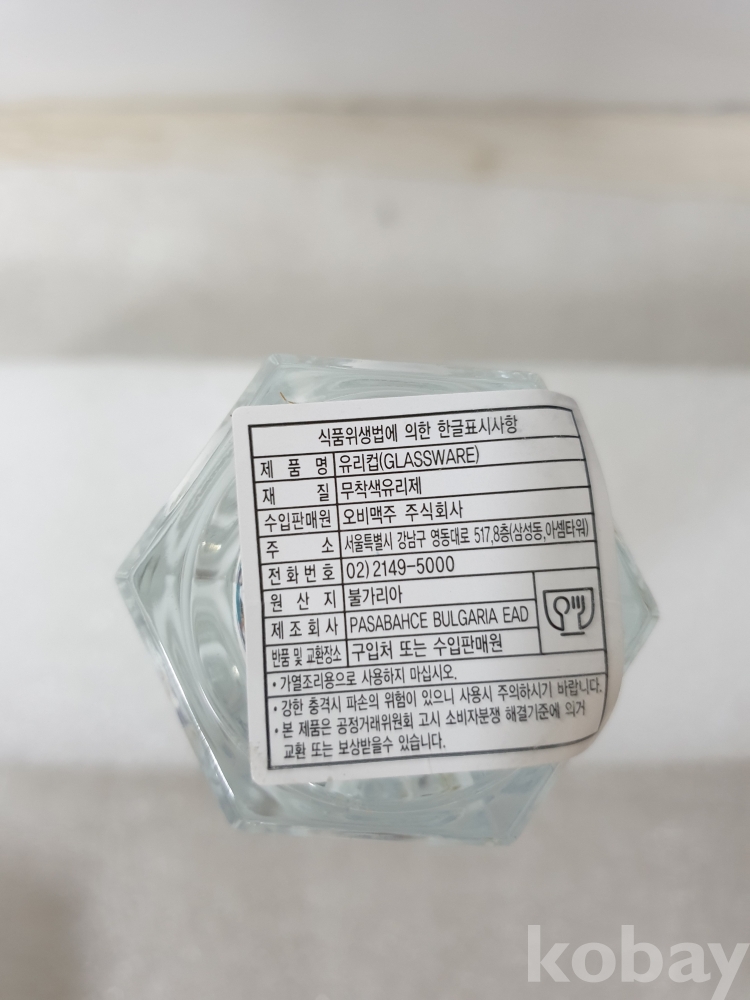 식품위생법에 의한 한글표시사항
제 품 명 유리컵(GLASSWARE)
재 질 무착색유리제
수입판매원 오비맥주 주식회사
주 소 서울특별시 강남구 영동대로 517,8층(삼성동,아셈타워)
전화번호 02)2149-5000
원 산 지 불가리아
제조회사 PASABAHCE BULGARIA EAD
반품 및 교환장소 구입처 또는 수입판매원
·가열조리용으로 사용하지 마십시오.
·강한 충격시 파손의 위험이 있으니 사용시 주의하시기 바랍니다.
·본 제품은 공정거래위원회 고시 소비자분쟁 해결기준에 의거
교환 또는 보상받을수 있습니다.
kobay